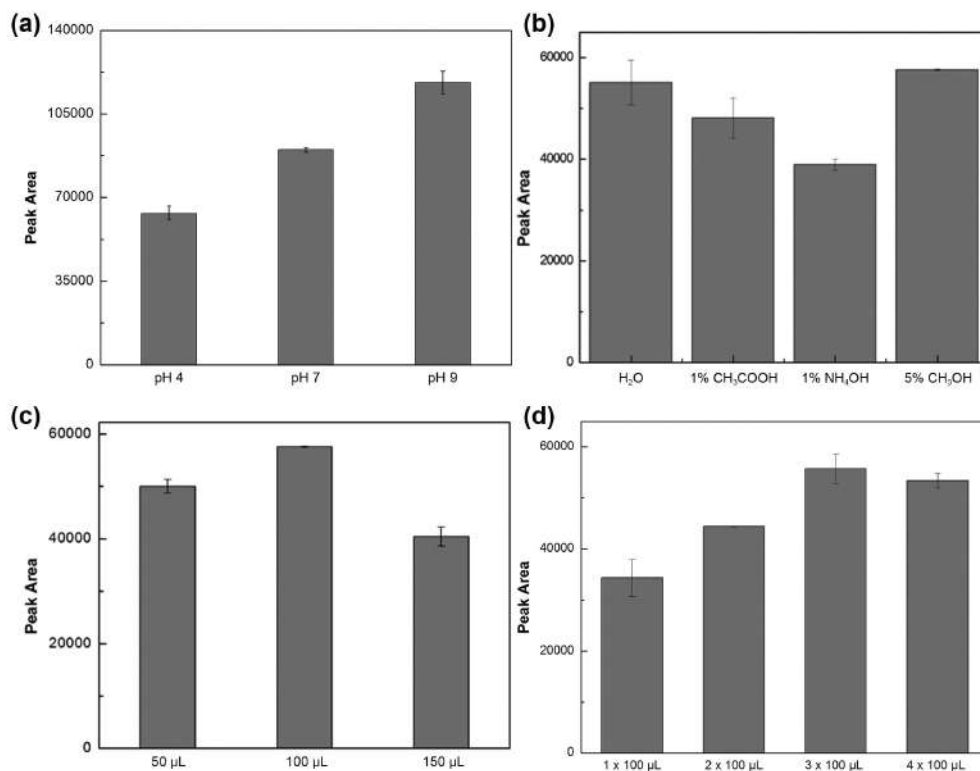 (a)
140000
105000
70000
35000
0
Peak Area
pH 4 pH 7 pH 9
(b)
60000
40000
20000
0
Peak Area
H₂O 1% CH₃COOH 1% NH₄OH 5% CH₃OH
(c)
60000
40000
20000
0
Peak Area
50 µL 100 µL 150 µL
(d)
60000
40000
20000
0
Peak Area
1 x 100 µL 2 x 100 µL 3 x 100 µL 4 x 100 µL